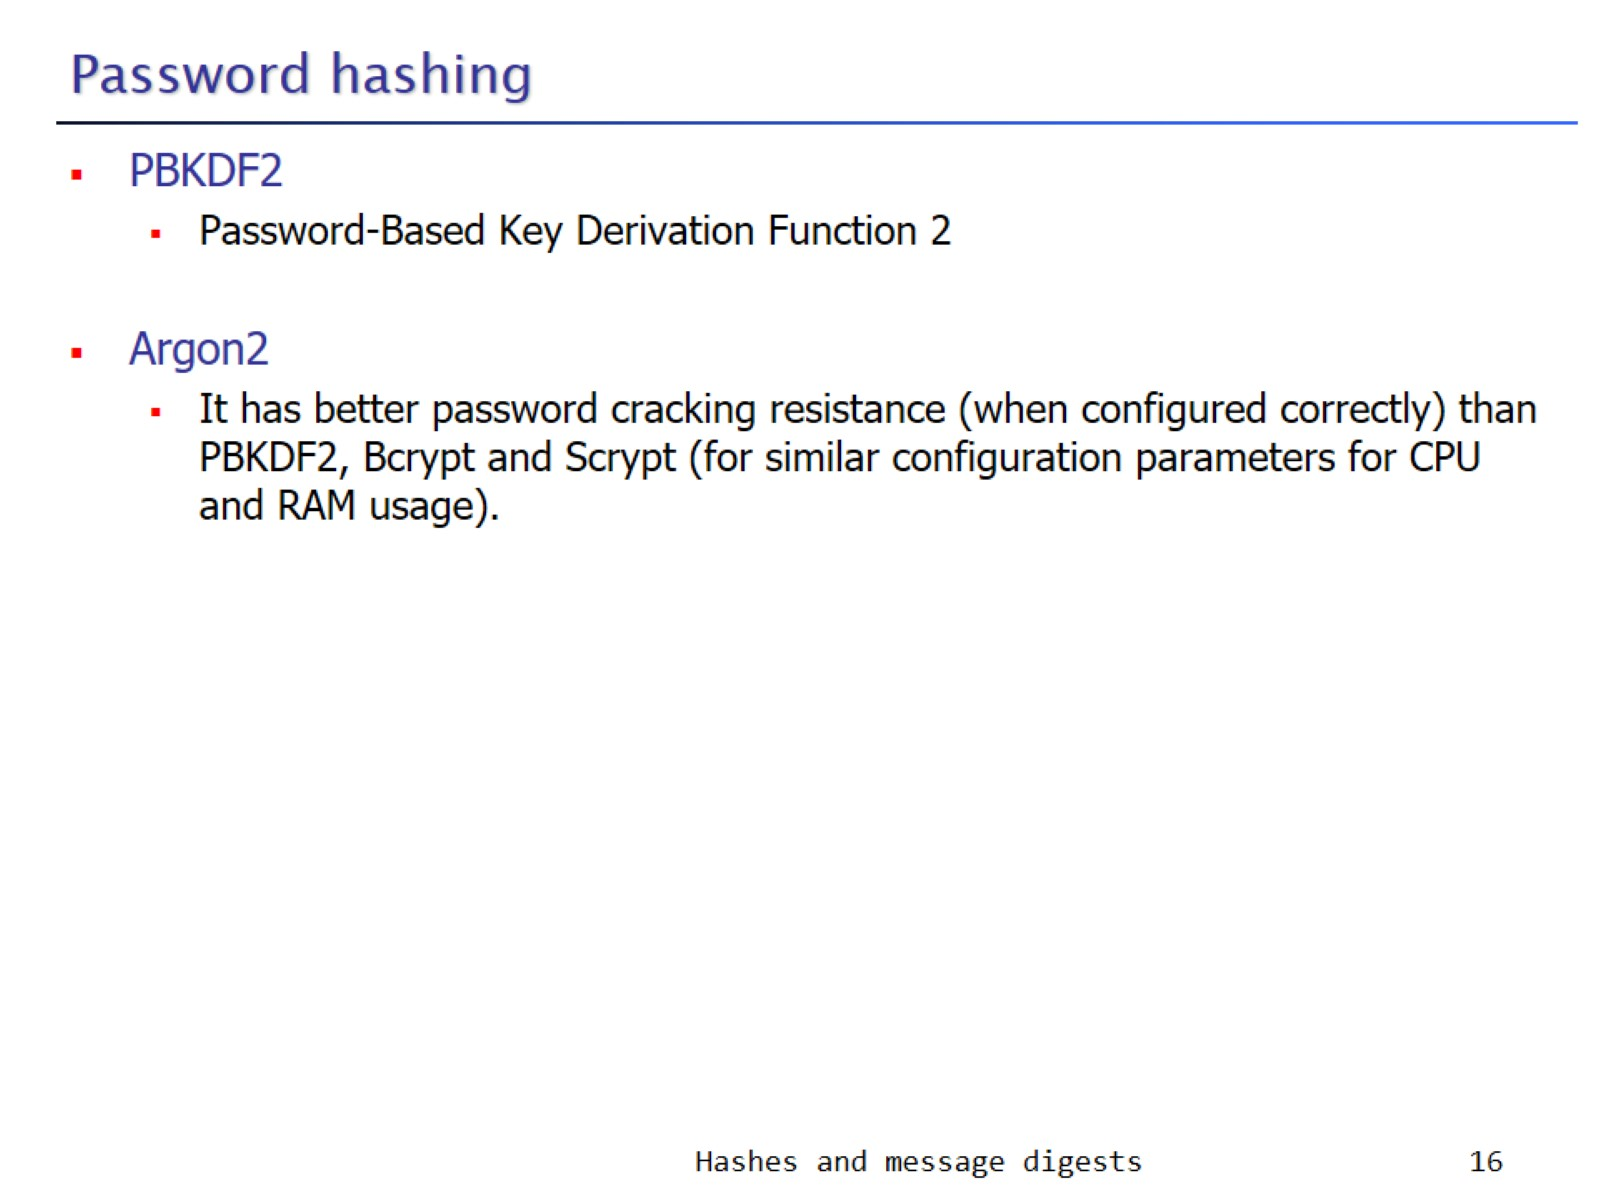 Password hashing
PBKDF2
Password-Based Key Derivation Function 2
Argon2
It has better password cracking resistance (when configured correctly) than
PBKDF2, Bcrypt and Scrypt (for similar configuration parameters for CPU
and RAM usage).
Hashes and message digests
16